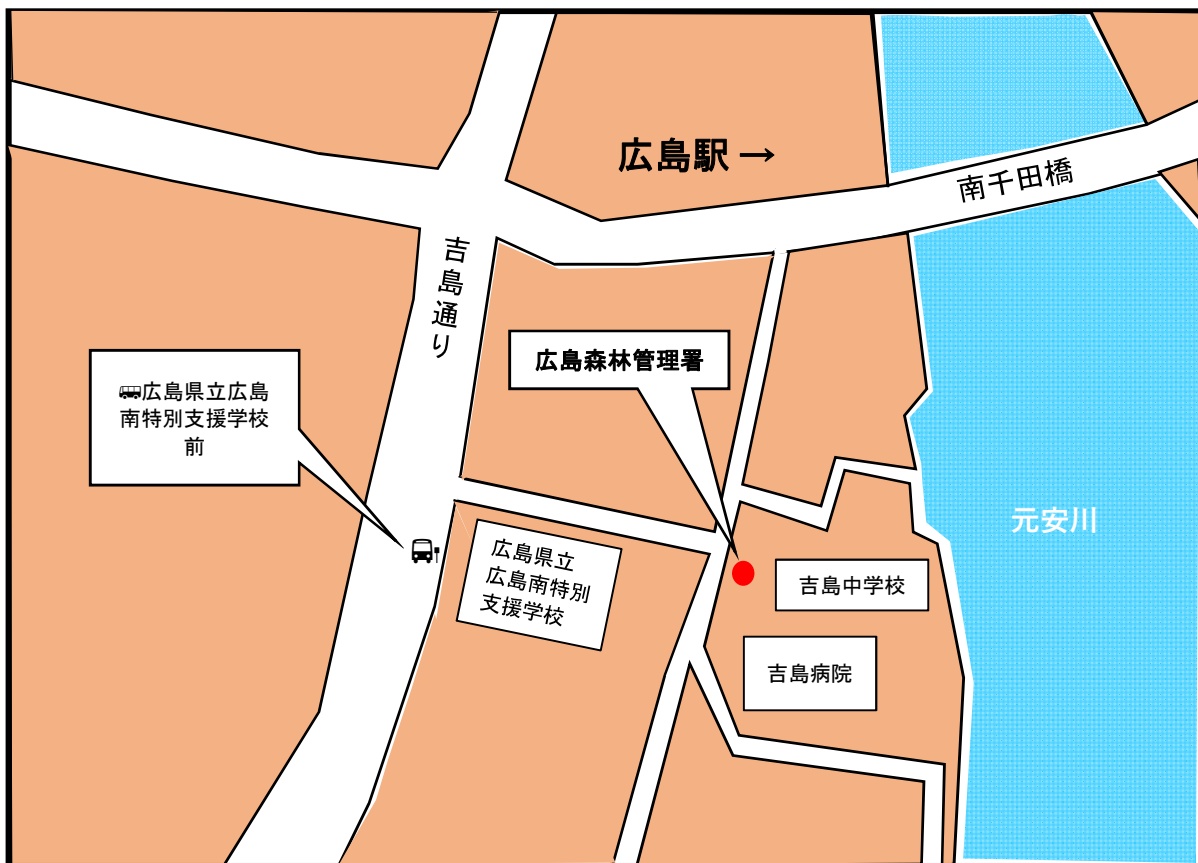 広島駅 →
南千田橋
吉島通り
広島森林管理署
広島県立広島
南特別支援学校
前
元安川
広島県立
広島南特別
支援学校
吉島中学校
吉島病院